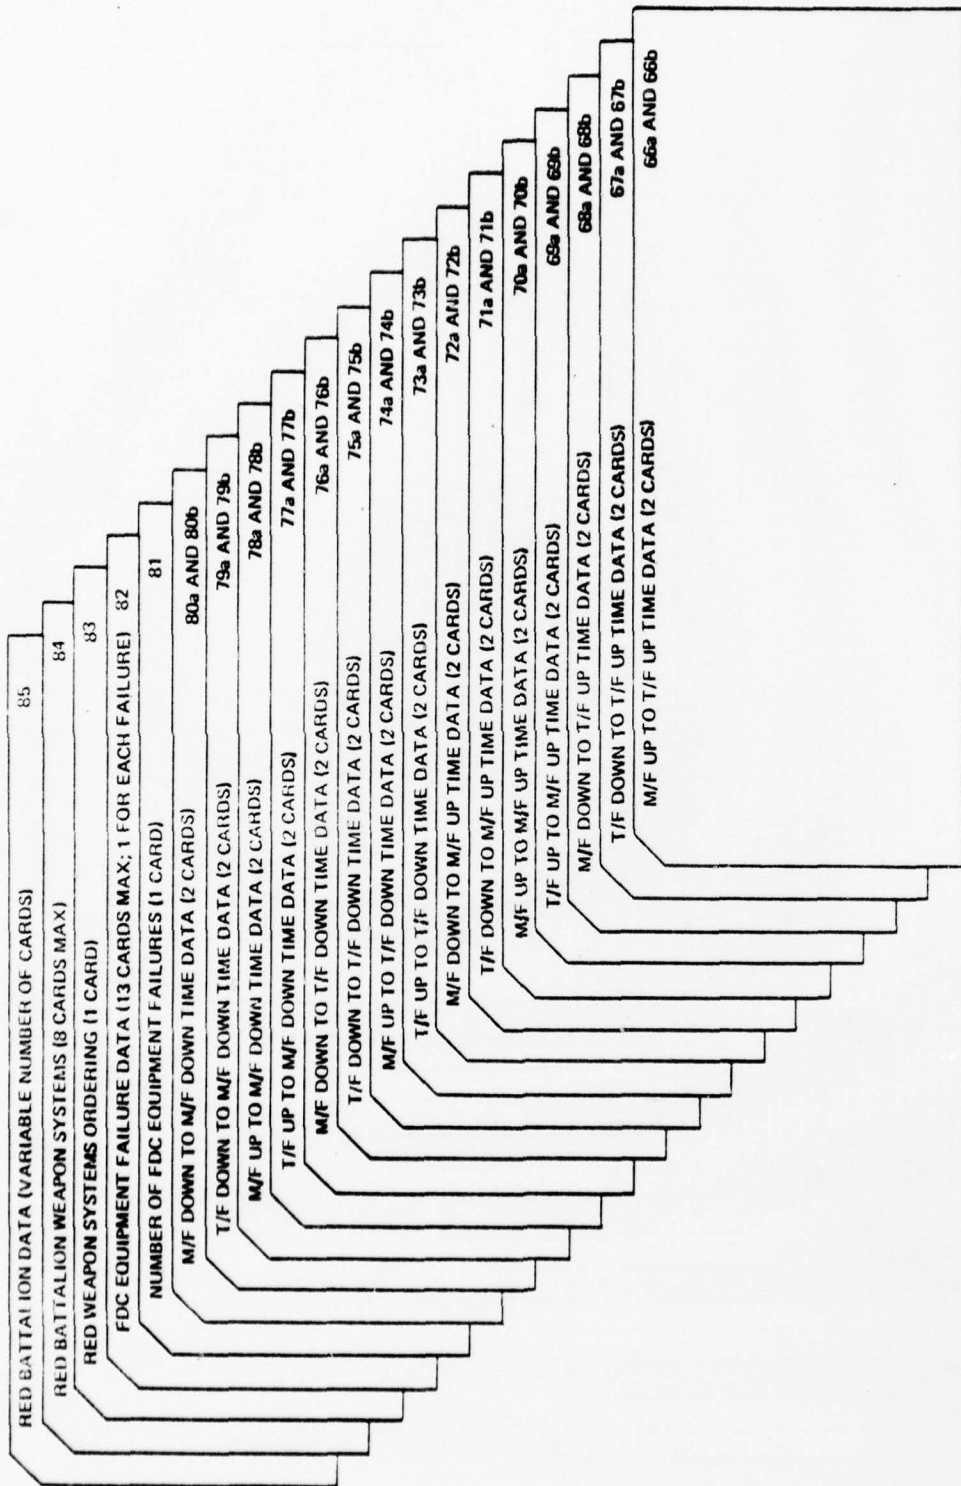 RED BATTALION DATA (VARIABLE NUMBER OF CARDS) 85
RED BATTALION WEAPON SYSTEMS (8 CARDS MAX) 84
RED WEAPON SYSTEMS ORDERING (1 CARD) 83
FDC EQUIPMENT FAILURE DATA (13 CARDS MAX; 1 FOR EACH FAILURE) 82
NUMBER OF FDC EQUIPMENT FAILURES (1 CARD) 81
M/F DOWN TO M/F DOWN TIME DATA (2 CARDS) 80a AND 80b
T/F DOWN TO M/F DOWN TIME DATA (2 CARDS) 79a AND 79b
M/F UP TO M/F DOWN TIME DATA (2 CARDS) 78a AND 78b
T/F UP TO M/F DOWN TIME DATA (2 CARDS) 77a AND 77b
M/F DOWN TO T/F DOWN TIME DATA (2 CARDS) 76a AND 76b
T/F DOWN TO T/F DOWN TIME DATA (2 CARDS) 75a AND 75b
M/F UP TO T/F DOWN TIME DATA (2 CARDS) 74a AND 74b
T/F UP TO T/F DOWN TIME DATA (2 CARDS) 73a AND 73b
M/F DOWN TO M/F UP TIME DATA (2 CARDS) 72a AND 72b
T/F DOWN TO M/F UP TIME DATA (2 CARDS) 71a AND 71b
M/F UP TO M/F UP TIME DATA (2 CARDS) 70a AND 70b
T/F UP TO M/F UP TIME DATA (2 CARDS) 69a AND 69b
M/F DOWN TO T/F UP TIME DATA (2 CARDS) 68a AND 68b
T/F DOWN TO T/F UP TIME DATA (2 CARDS) 67a AND 67b
M/F UP TO T/F UP TIME DATA (2 CARDS) 66a AND 66b